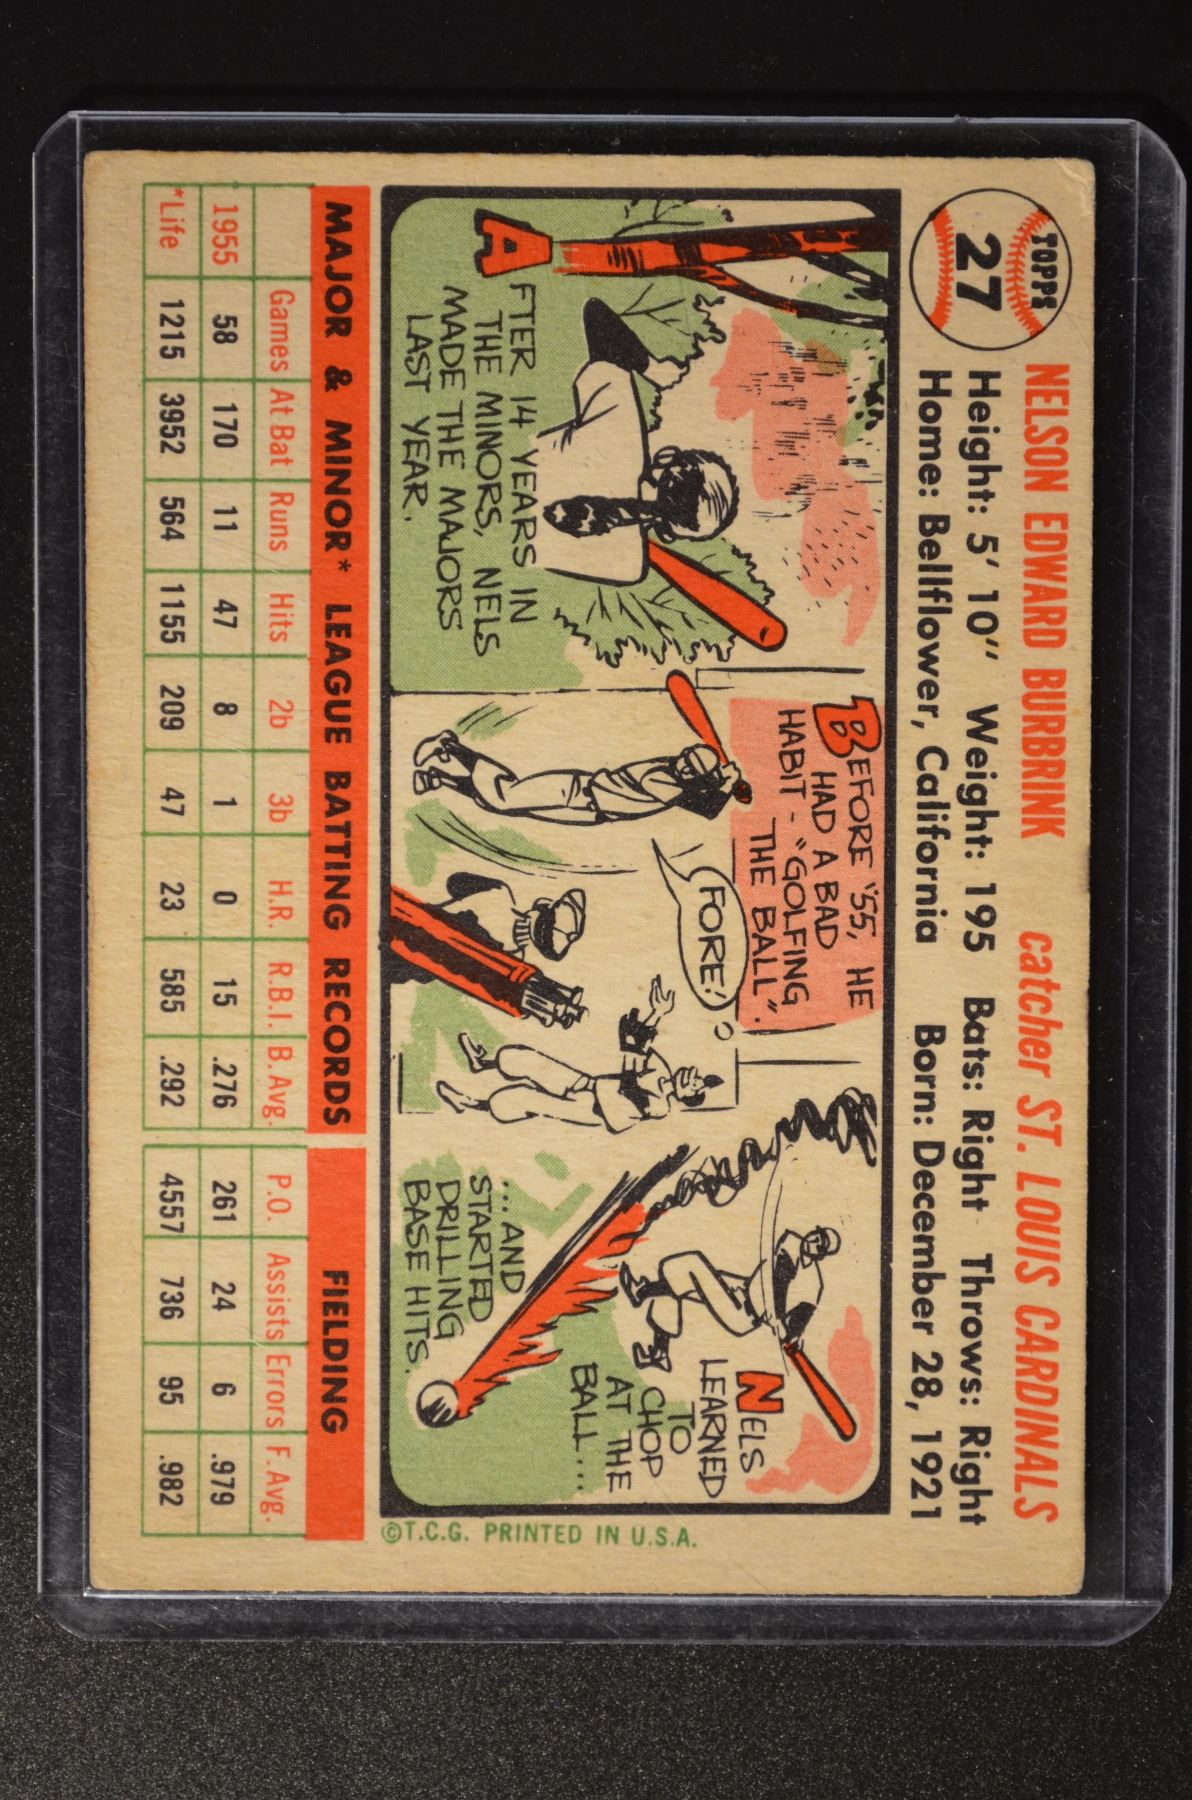 TOPPS
27
NELSON EDWARD BURBRINK catcher ST. LOUIS CARDINALS
Height: 5' 10" Weight: 195 Bats: Right Throws: Right
Home: Bellflower, California Born: December 28, 1921
AFTER 14 YEARS IN
THE MINORS, NELS
MADE THE MAJORS
LAST YEAR.
BEFORE '55, HE
HAD A BAD
HABIT - "GOLFING
THE BALL".
FORE!
NELS
LEARNED
TO
CHOP
AT THE
BALL...
...AND
STARTED
DRILLING
BASE HITS.
©T.C.G. PRINTED IN U.S.A.
MAJOR & MINOR* LEAGUE BATTING RECORDS FIELDING
Games At Bat Runs Hits 2b 3b H.R. R.B.I. B. Avg. P.O. Assists Errors F. Avg.
1955 58 170 11 47 8 1 0 15 .276 261 24 6 .979
*Life 1215 3952 564 1155 209 47 23 585 .292 4557 736 95 .982